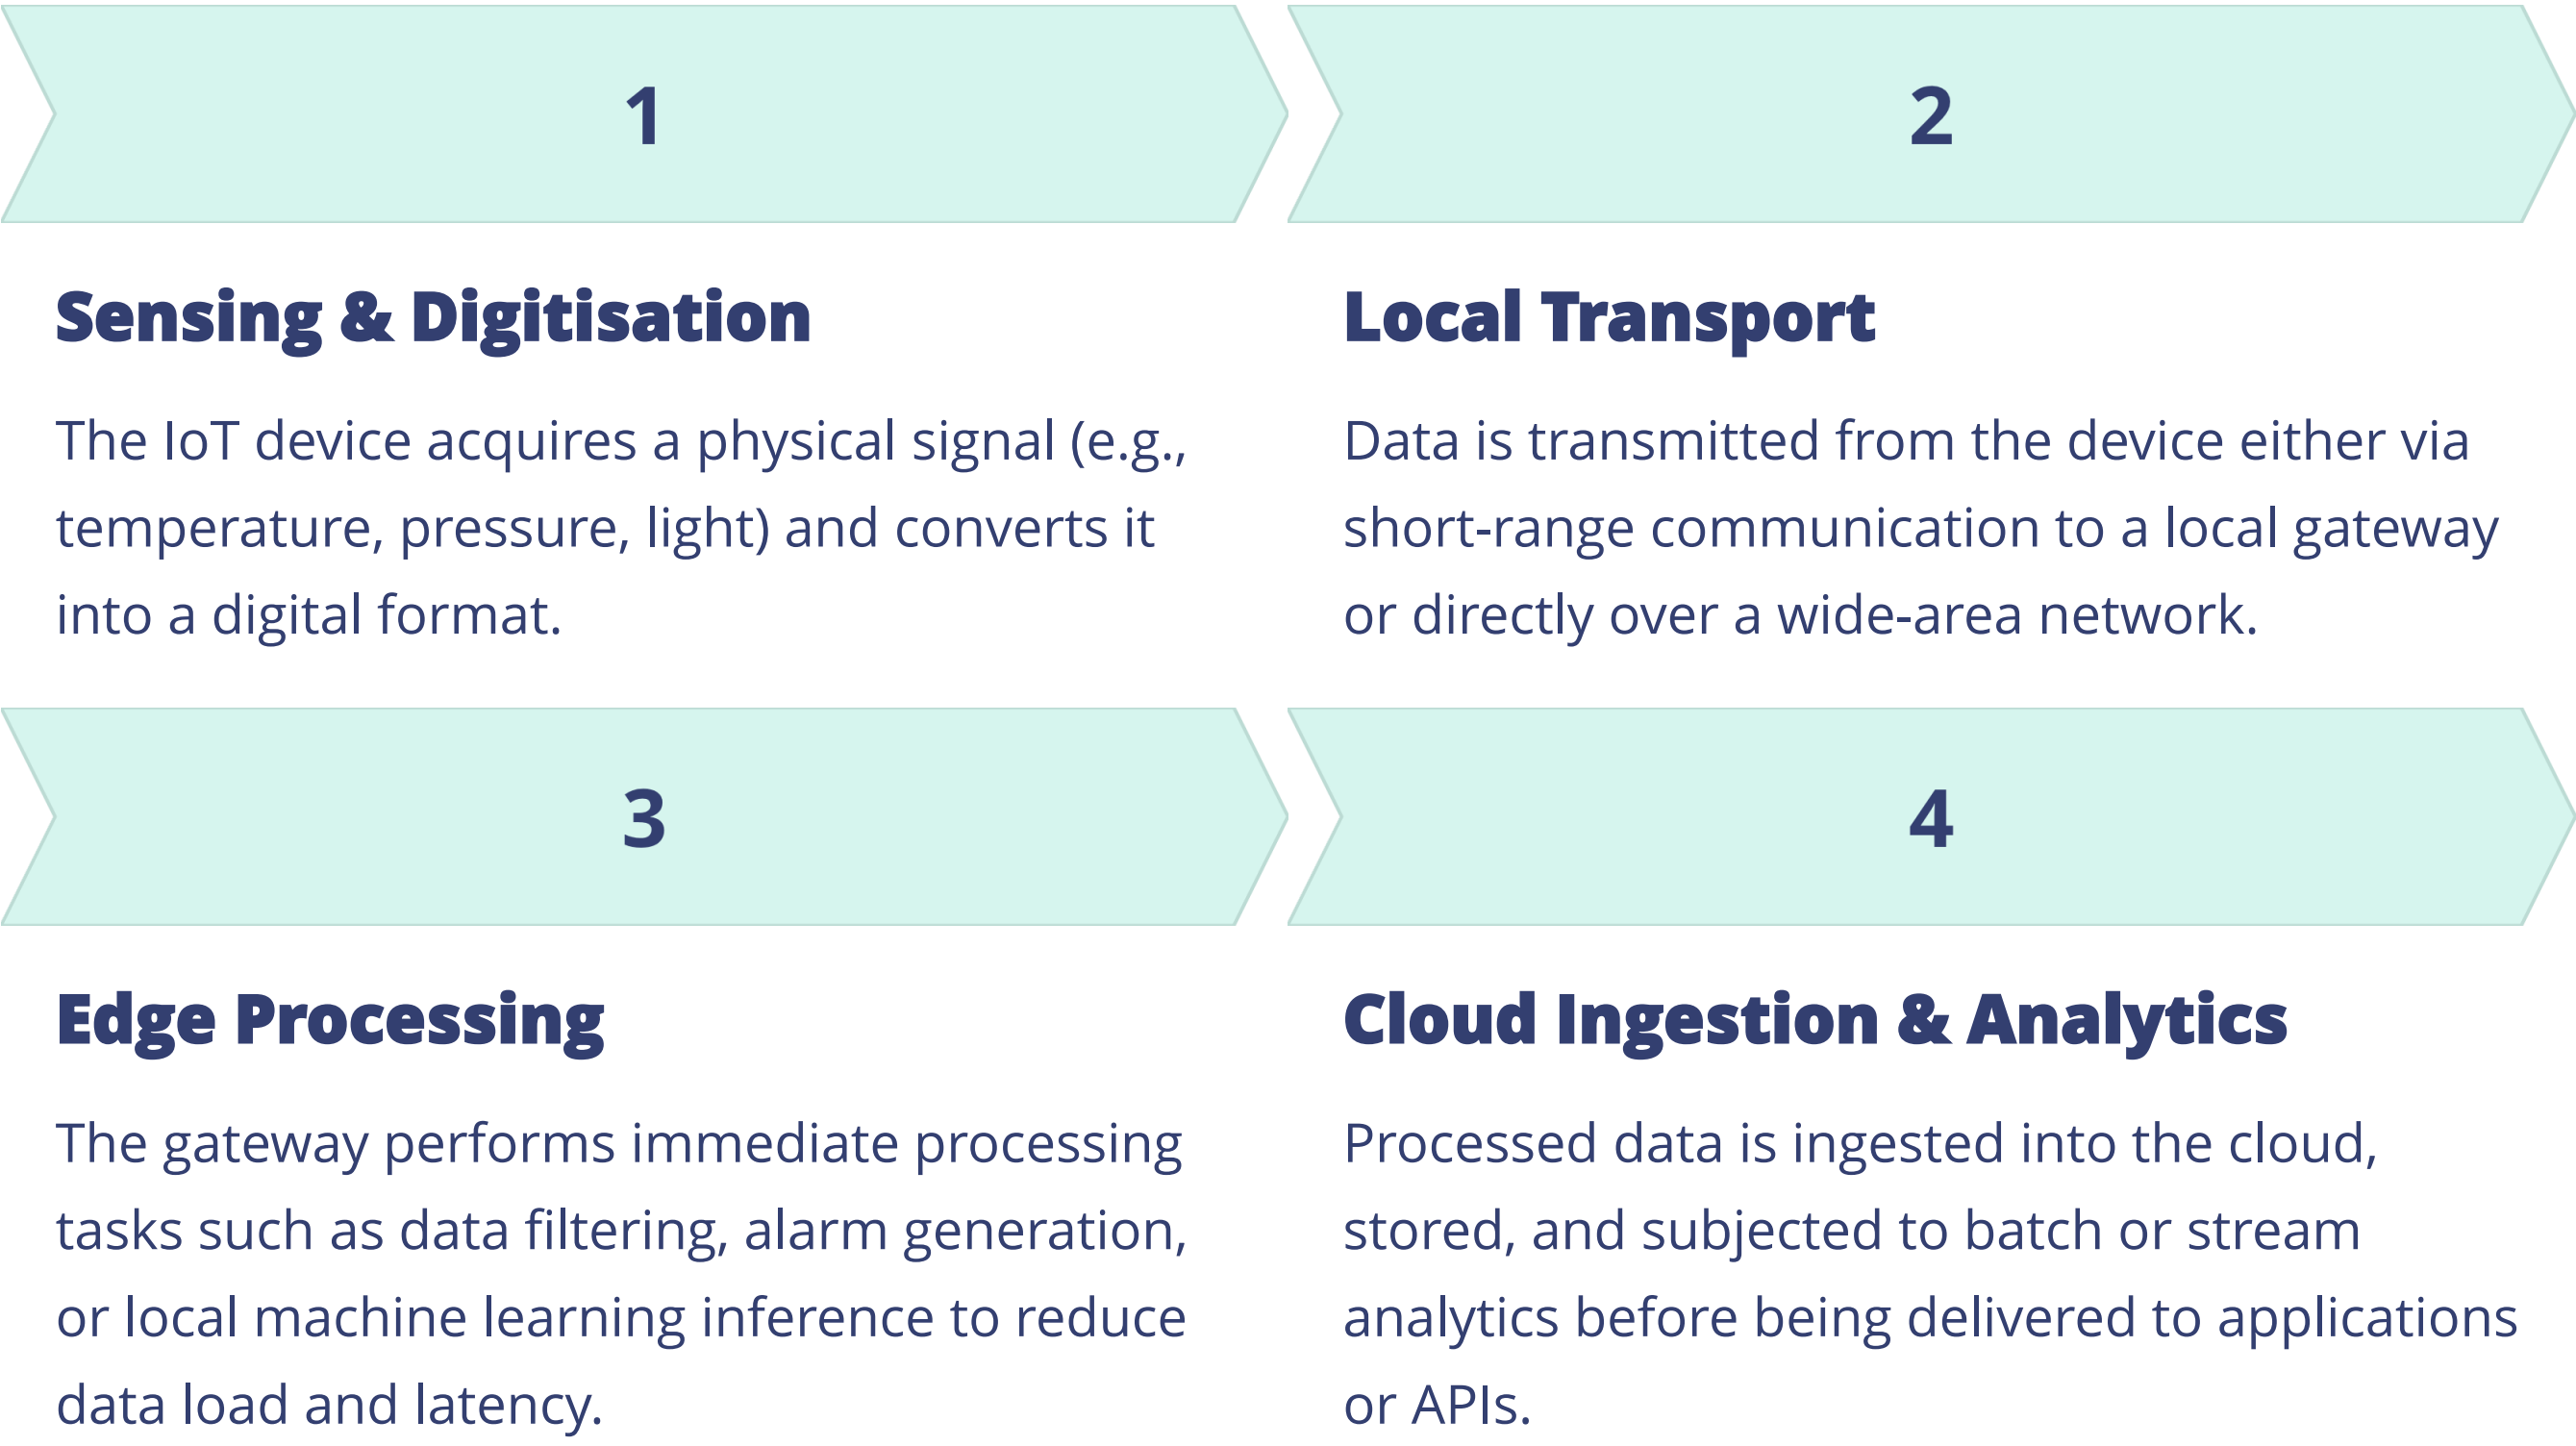 1
Sensing & Digitisation
The IoT device acquires a physical signal (e.g.,
temperature, pressure, light) and converts it
into a digital format.
2
Local Transport
Data is transmitted from the device either via
short-range communication to a local gateway
or directly over a wide-area network.
3
Edge Processing
The gateway performs immediate processing
tasks such as data filtering, alarm generation,
or local machine learning inference to reduce
data load and latency.
4
Cloud Ingestion & Analytics
Processed data is ingested into the cloud,
stored, and subjected to batch or stream
analytics before being delivered to applications
or APIs.